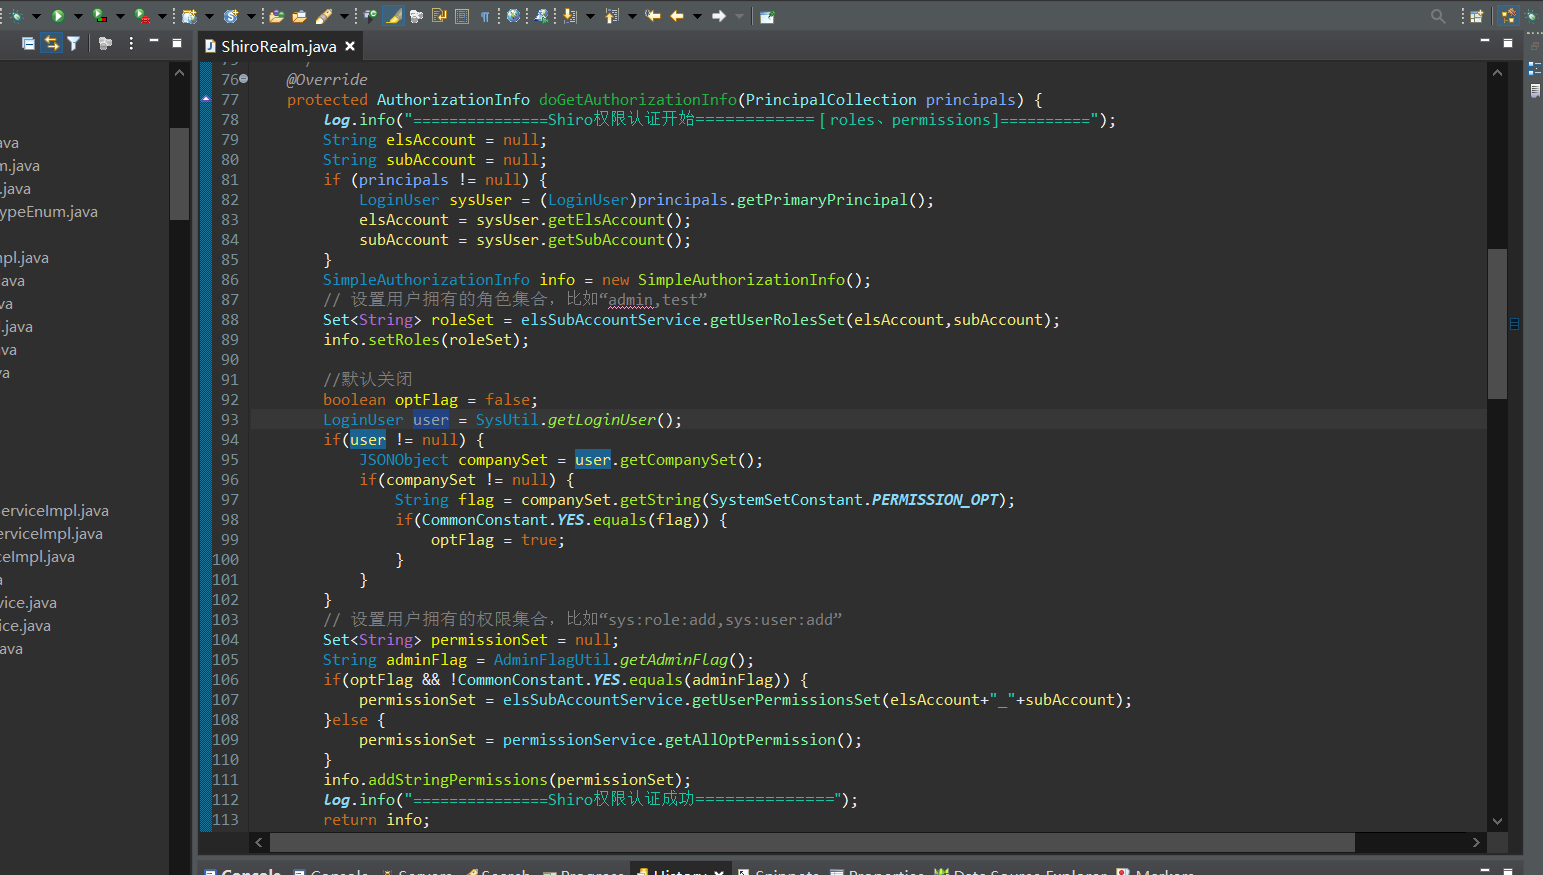 ShiroRealm.java
ava
m.java
.java
ypeEnum.java
pl.java
ava
va
l.java
va
a
erviceImpl.java
erviceImpl.java
ceImpl.java
a
vice.java
ice.java
ava
76 @Override
77 protected AuthorizationInfo doGetAuthorizationInfo(PrincipalCollection principals) {
78 log.info("===============Shiro权限认证开始============ [ roles、permissions]==========");
79 String elsAccount = null;
80 String subAccount = null;
81 if (principals != null) {
82 LoginUser sysUser = (LoginUser)principals.getPrimaryPrincipal();
83 elsAccount = sysUser.getElsAccount();
84 subAccount = sysUser.getSubAccount();
85 }
86 SimpleAuthorizationInfo info = new SimpleAuthorizationInfo();
87 // 设置用户拥有的角色集合，比如“admin,test”
88 Set<String> roleSet = elsSubAccountService.getUserRolesSet(elsAccount,subAccount);
89 info.setRoles(roleSet);
90
91 //默认关闭
92 boolean optFlag = false;
93 LoginUser user = SysUtil.getLoginUser();
94 if(user != null) {
95 JSONObject companySet = user.getCompanySet();
96 if(companySet != null) {
97 String flag = companySet.getString(SystemSetConstant.PERMISSION_OPT);
98 if(CommonConstant.YES.equals(flag)) {
99 optFlag = true;
100 }
101 }
102 }
103 // 设置用户拥有的权限集合，比如“sys:role:add,sys:user:add”
104 Set<String> permissionSet = null;
105 String adminFlag = AdminFlagUtil.getAdminFlag();
106 if(optFlag && !CommonConstant.YES.equals(adminFlag)) {
107 permissionSet = elsSubAccountService.getUserPermissionsSet(elsAccount+"_"+subAccount);
108 }else {
109 permissionSet = permissionService.getAllOptPermission();
110 }
111 info.addStringPermissions(permissionSet);
112 log.info("===============Shiro权限认证成功===============");
113 return info;
Console Console Servers Search Progress History Snippets Properties Data Source Explorer Markers